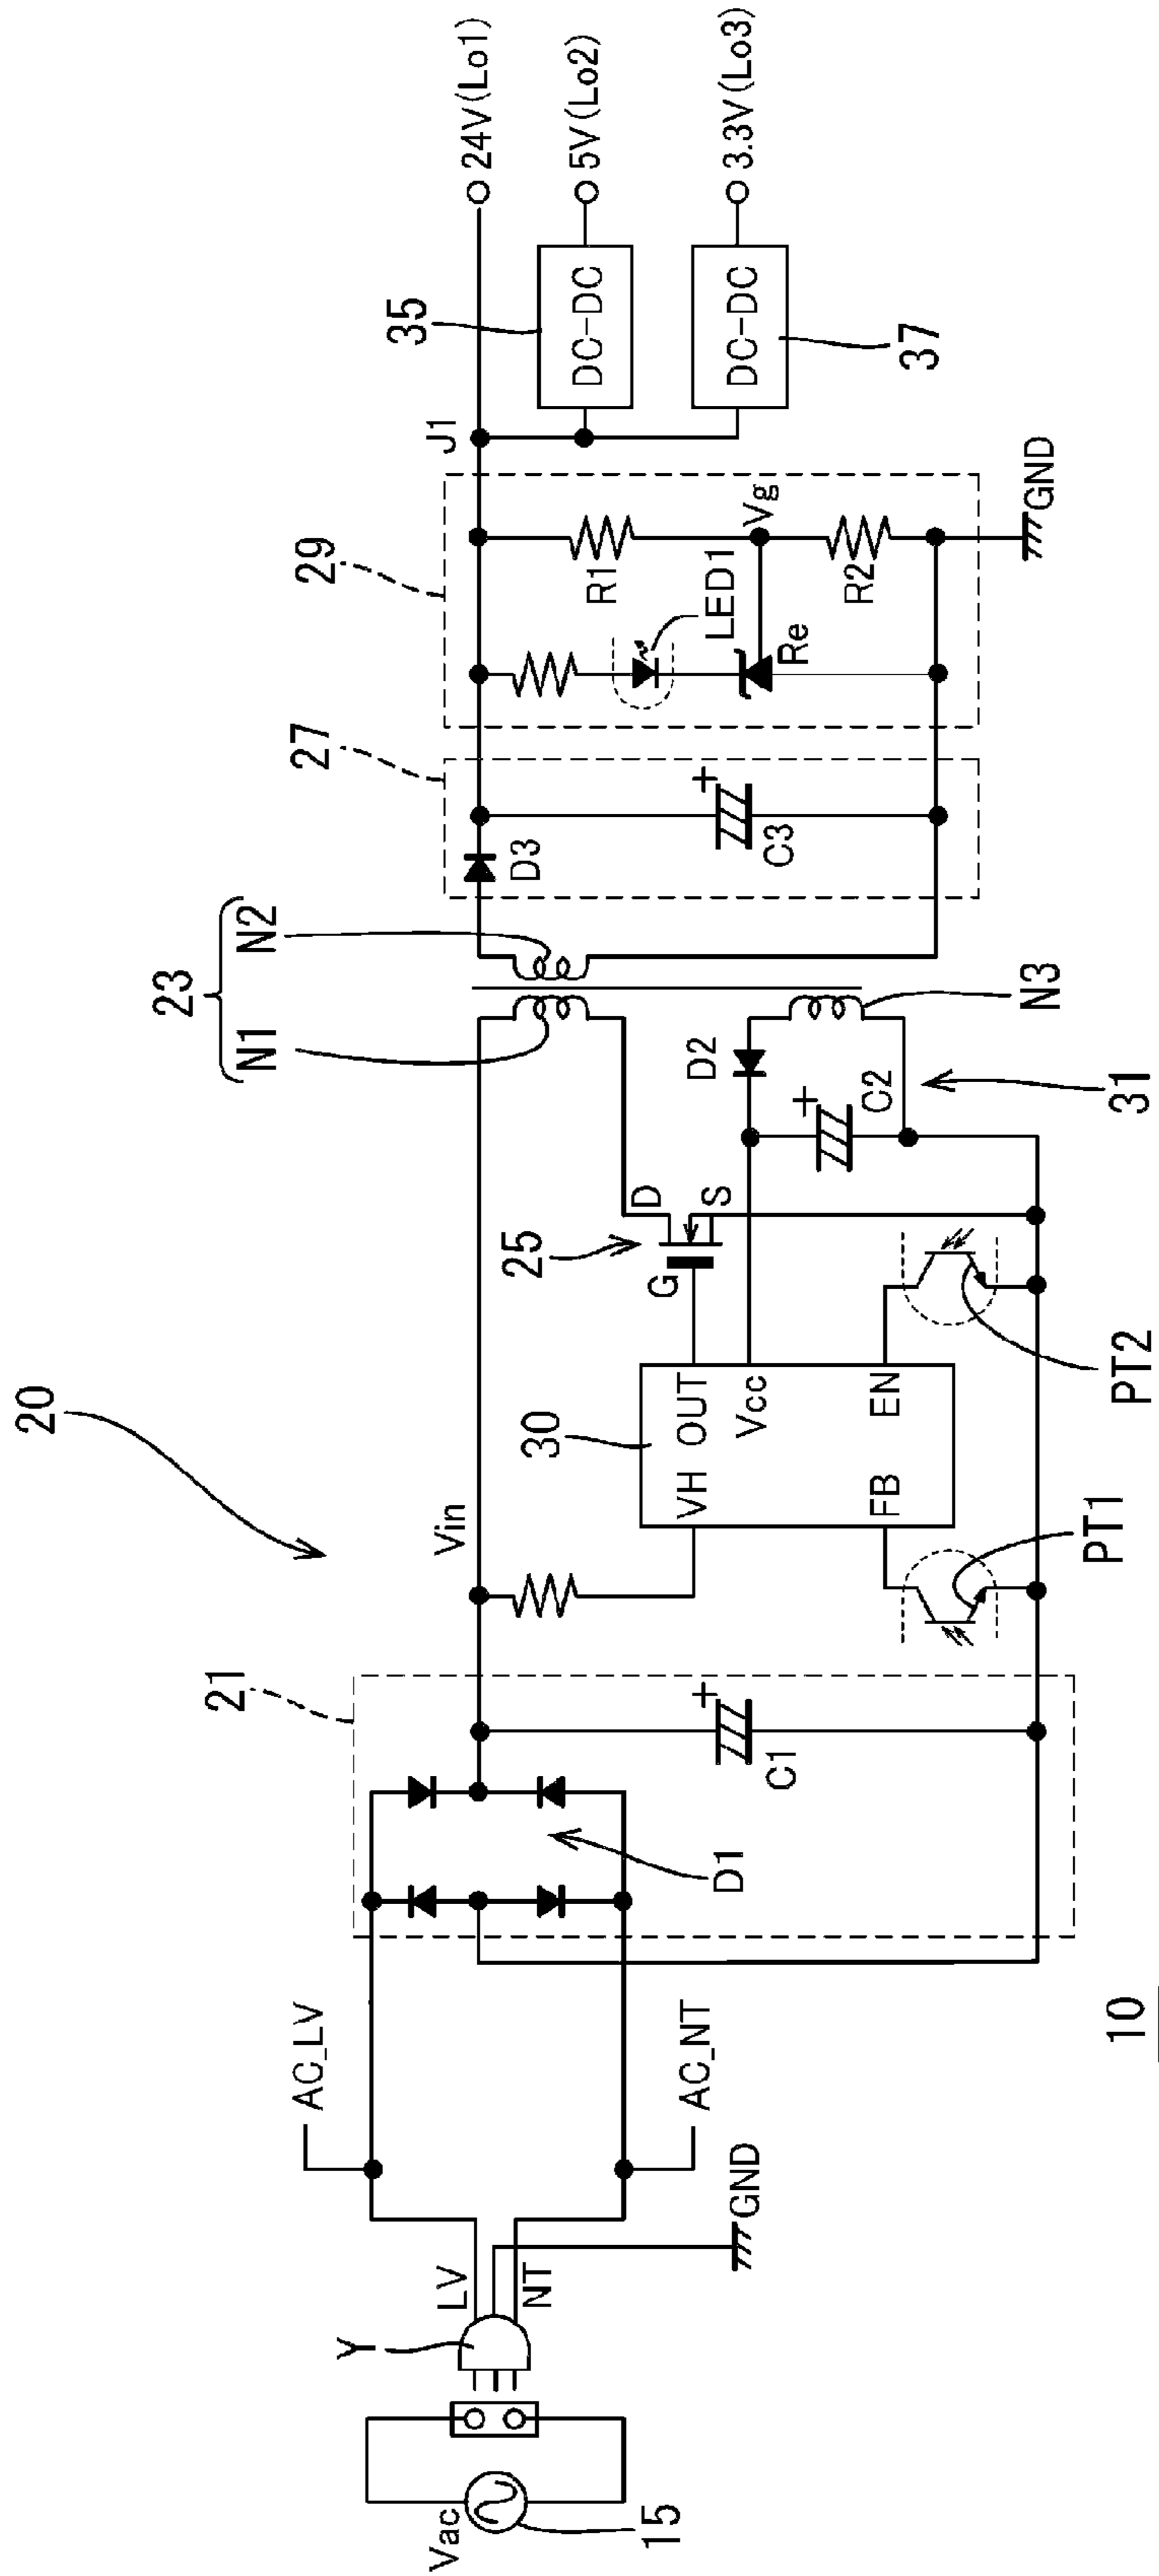 20
23
N1 N2
27
29
35
21
AC_LV
Vin
J1
24V(Lo1)
Y
LV
NT
Vac
15
GND
AC_NT
D1
C1
+
30
VH OUT
Vcc
FB EN
PT1
PT2
25
G
D
S
D2
+
C2
31
N3
D3
+
C3
LED1
Re
R1
Vg
R2
GND
DC-DC
5V(Lo2)
DC-DC
3.3V(Lo3)
37
10